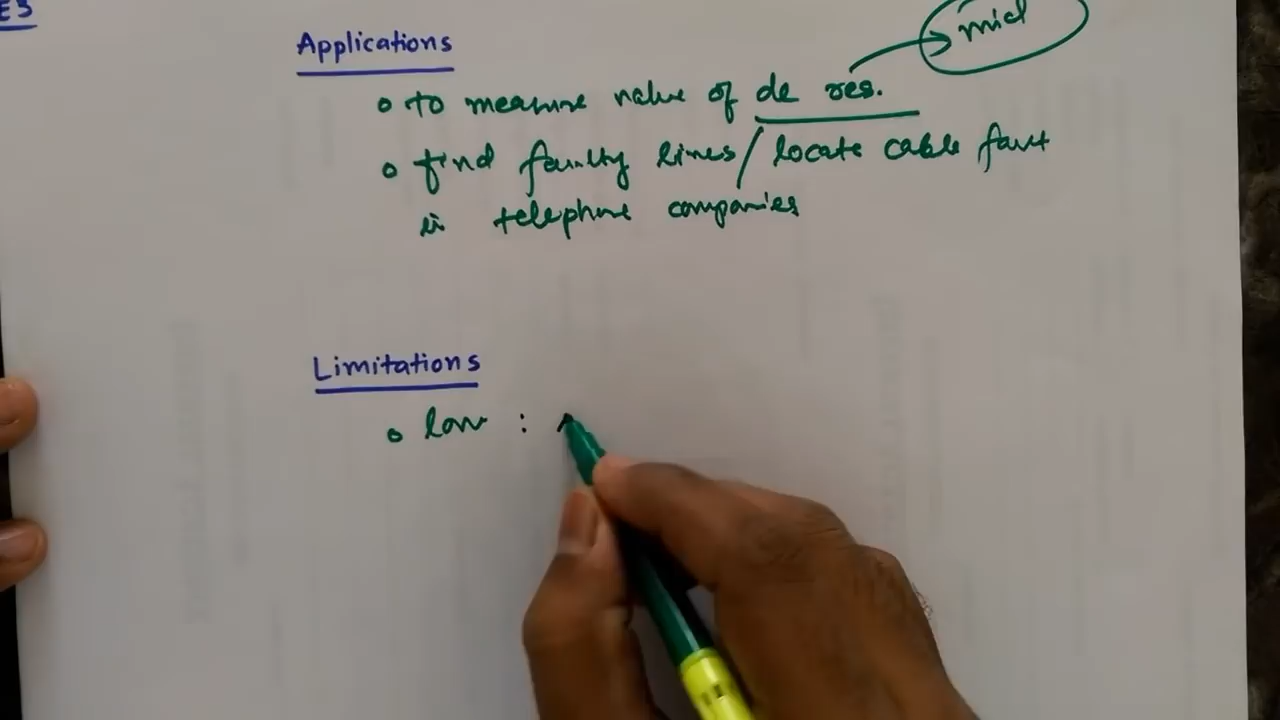 ES
Applications
mid
to measure value of dc res.
find faulty lines/locate cable fault
in telephone companies
Limitations
low :